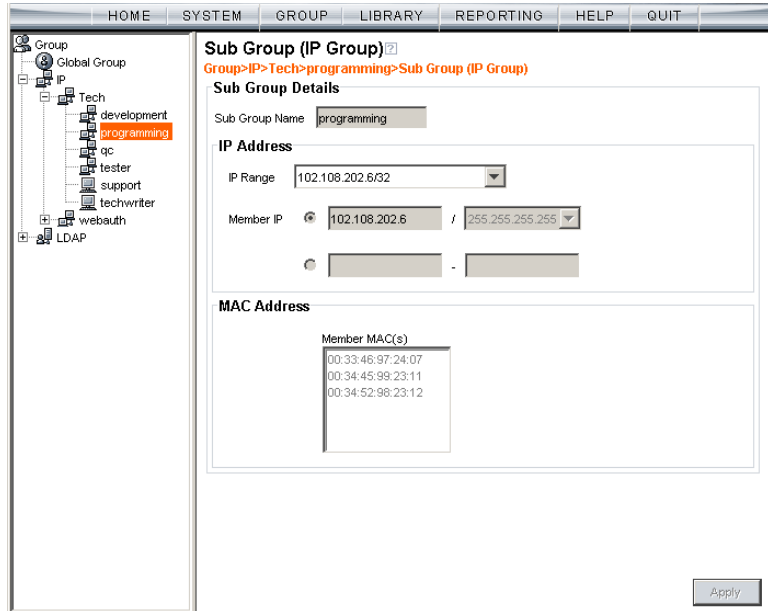 HOME SYSTEM GROUP LIBRARY REPORTING HELP QUIT
Group
Global Group
IP
Tech
development
programming
qc
tester
support
techwriter
webauth
LDAP
Sub Group (IP Group)?
Group>IP>Tech>programming>Sub Group (IP Group)
Sub Group Details
Sub Group Name programming
IP Address
IP Range 102.108.202.6/32
Member IP 102.108.202.6 / 255.255.255.255
-
MAC Address
Member MAC(s)
00:33:46:97:24:07
00:34:45:99:23:11
00:34:52:98:23:12
Apply